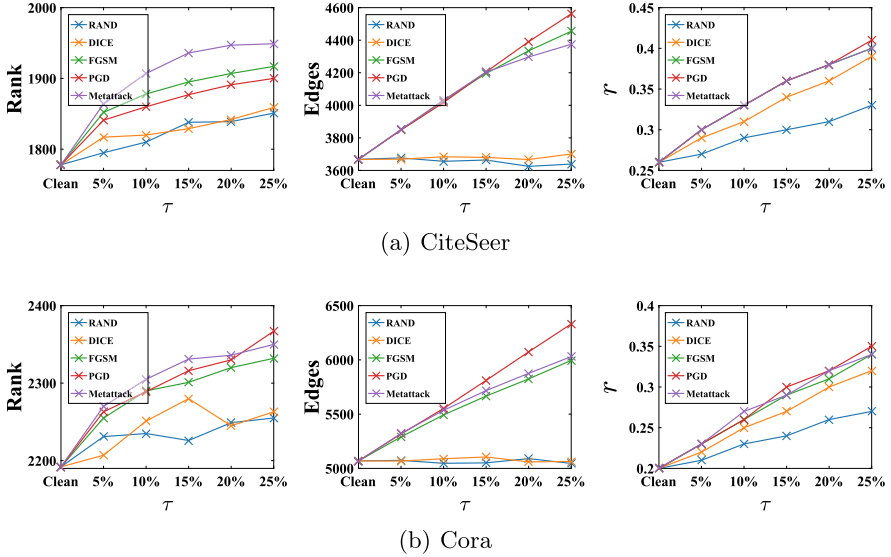 2000
1900
1800
Rank
RAND
DICE
FGSM
PGD
Metattack
Clean 5% 10% 15% 20% 25%
τ
4600
4400
4200
4000
3800
3600
Edges
RAND
DICE
FGSM
PGD
Metattack
Clean 5% 10% 15% 20% 25%
τ
0.45
0.4
0.35
0.3
0.25
r
RAND
DICE
FGSM
PGD
Metattack
Clean 5% 10% 15% 20% 25%
τ
(a) CiteSeer
2400
2300
2200
Rank
RAND
DICE
FGSM
PGD
Metattack
Clean 5% 10% 15% 20% 25%
τ
6500
6000
5500
5000
Edges
RAND
DICE
FGSM
PGD
Metattack
Clean 5% 10% 15% 20% 25%
τ
0.4
0.35
0.3
0.25
0.2
r
RAND
DICE
FGSM
PGD
Metattack
Clean 5% 10% 15% 20% 25%
τ
(b) Cora